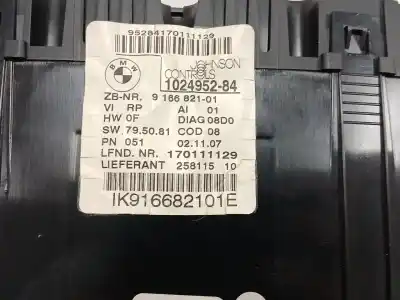 95284170111129
BMW
JOHNSON
CONTROLS
1024952-84
ZB-NR. 9 166 821-01
VI RP AI 01
HW 0F DIAG 08D0
SW 79.50.81 COD 08
PN 051 02.11.07
LFND. NR. 170111129
LIEFERANT 258115 10
IK916682101E